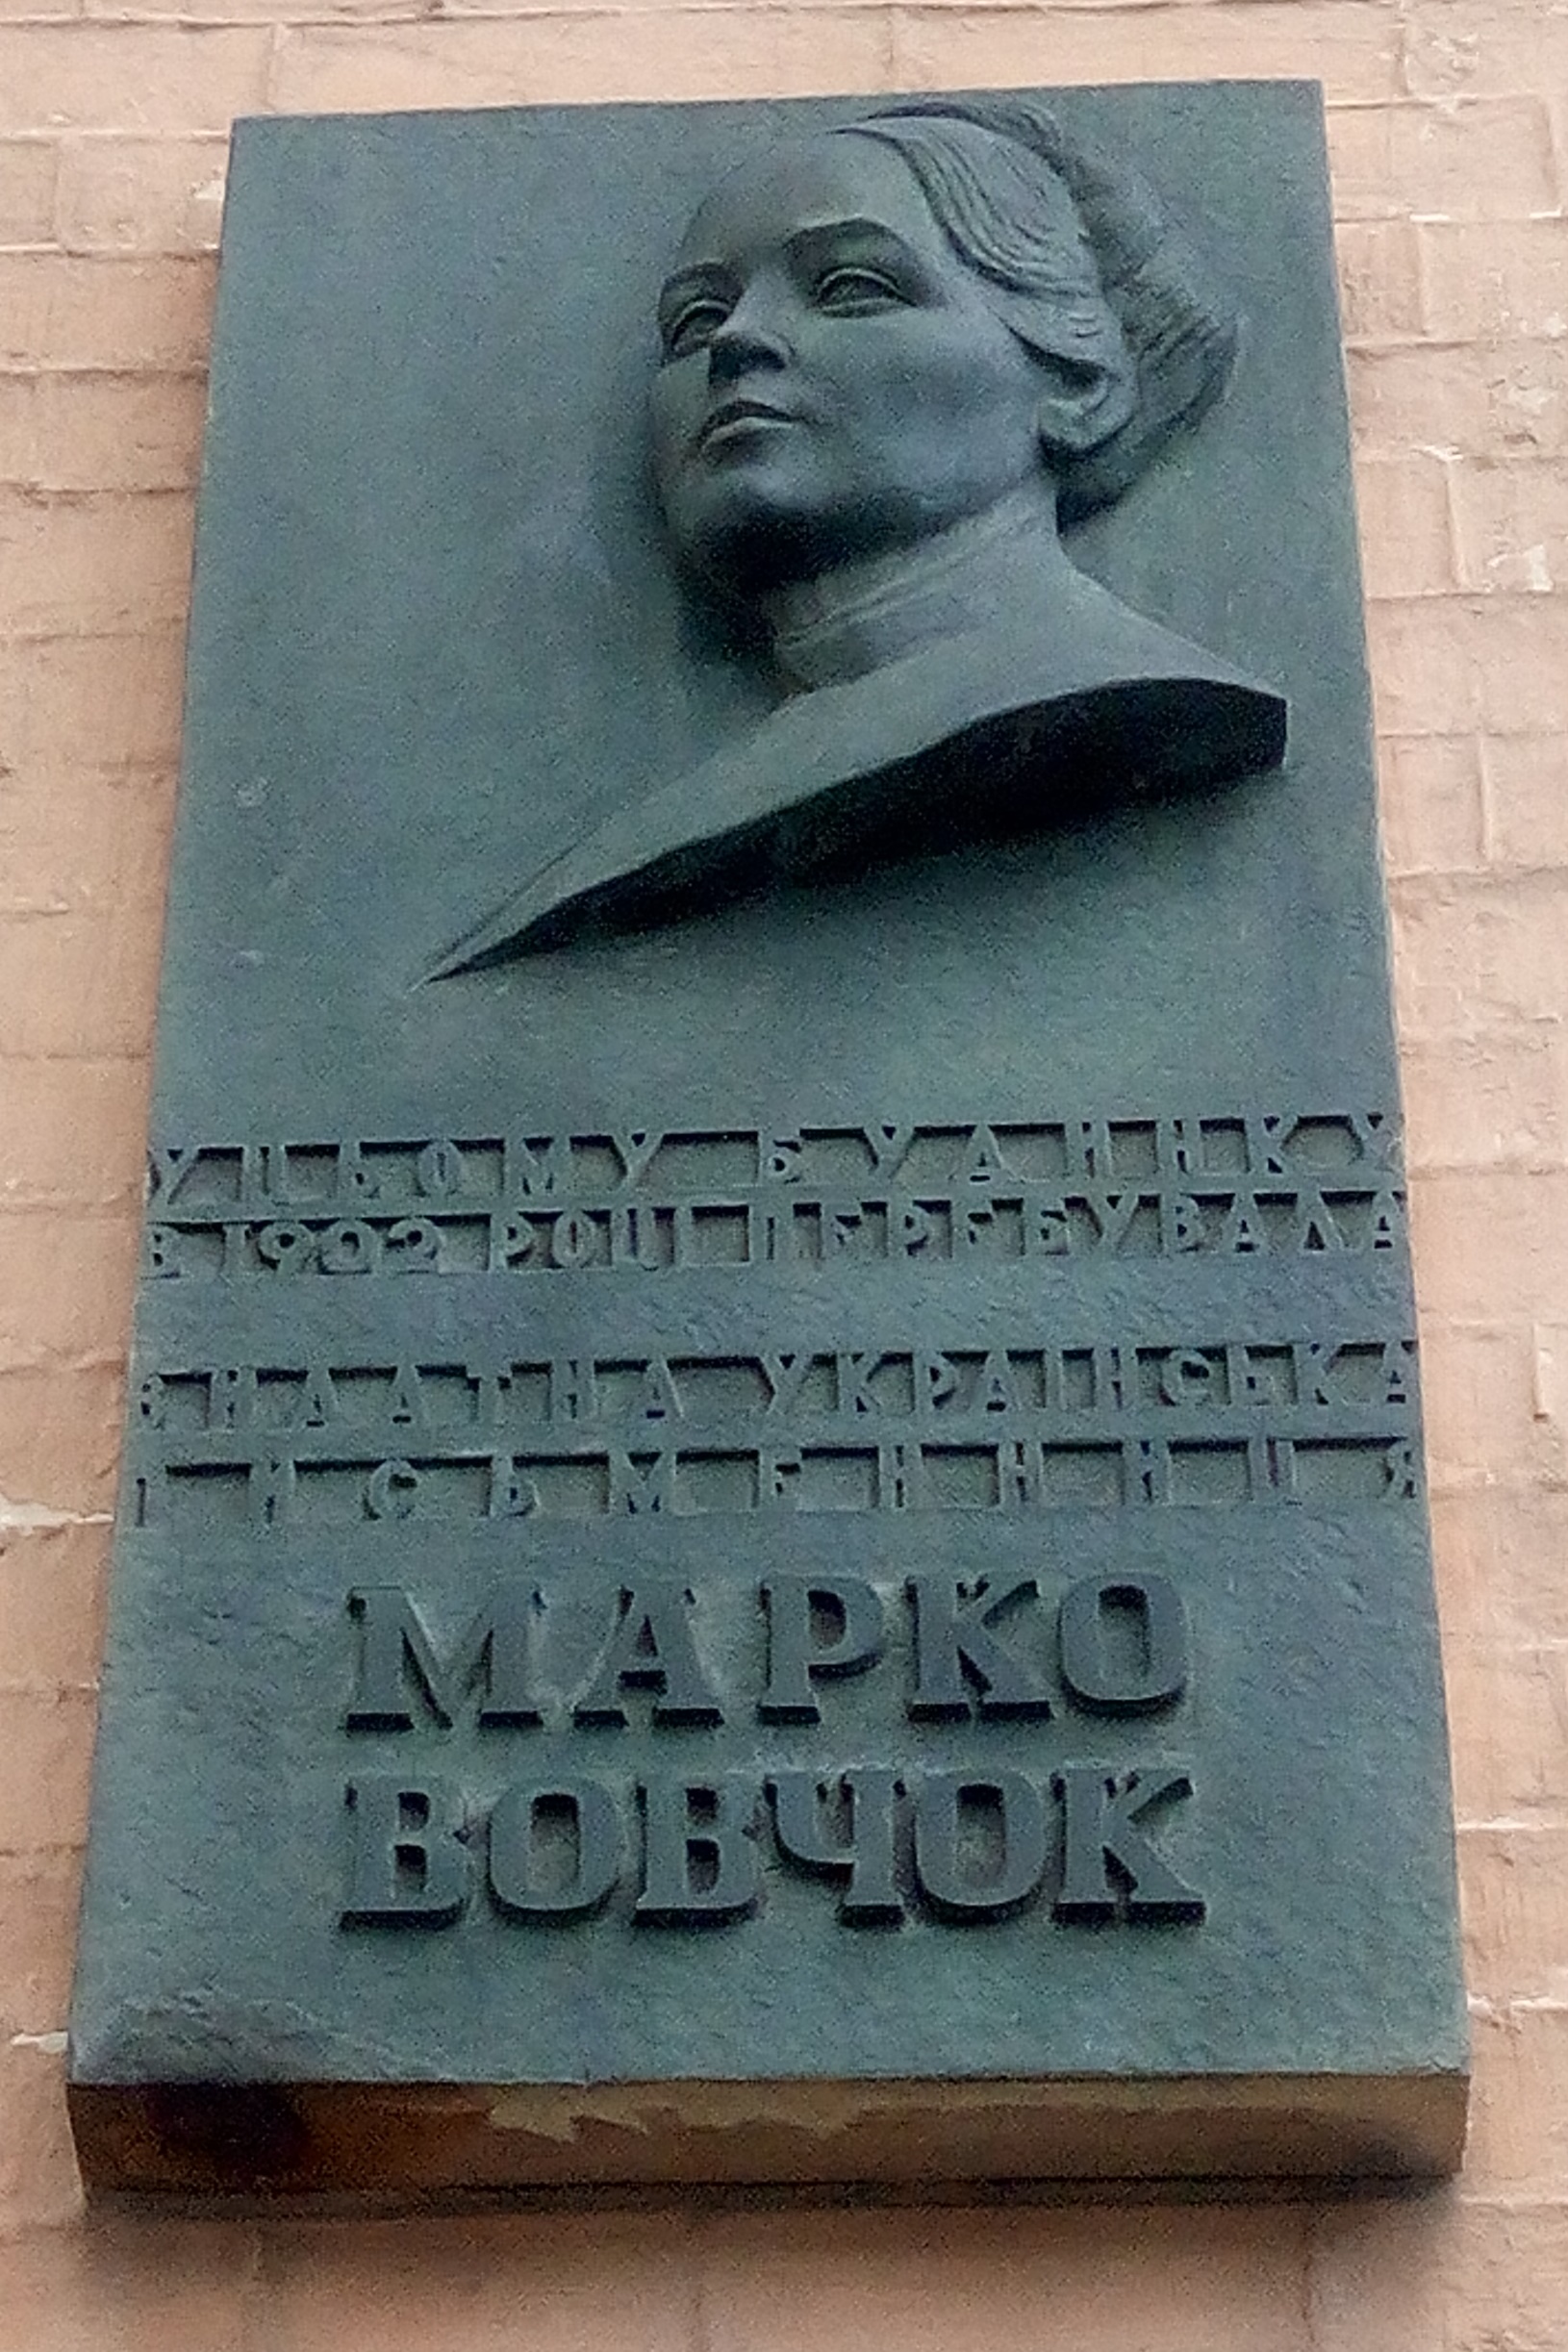 У ЦЬОМУ БУДИНКУ
В 1902 РОЦІ ПЕРЕБУВАЛА
ВИДАТНА УКРАЇНСЬКА
ПИСЬМЕННИЦЯ
МАРКО
ВОВЧОК